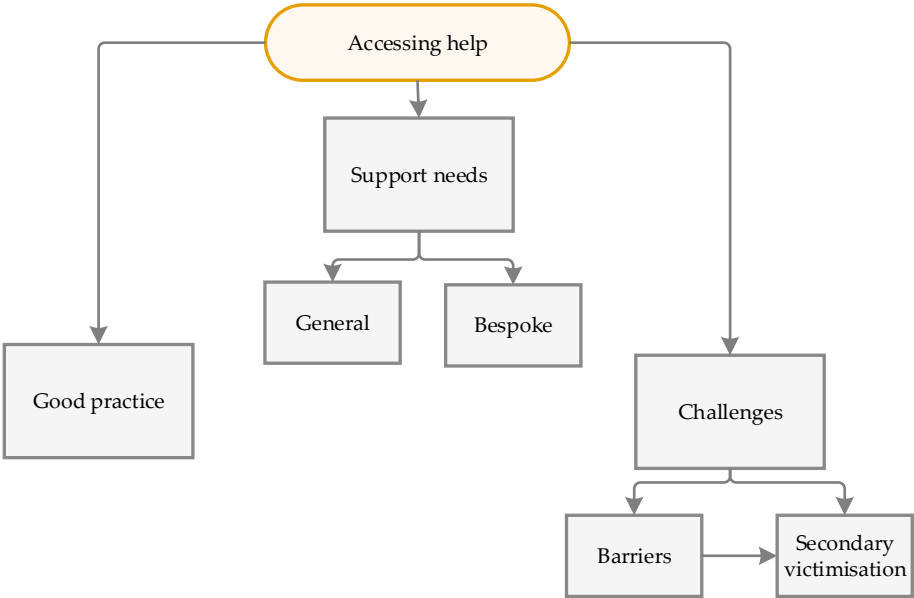 Accessing help
Support needs
General
Bespoke
Good practice
Challenges
Barriers
Secondary
victimisation